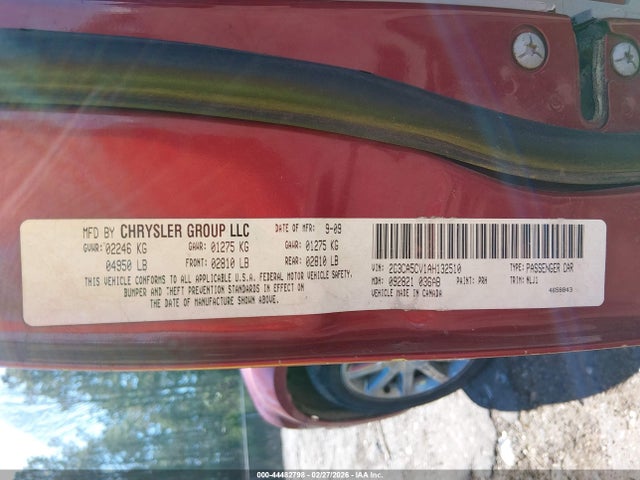 MFD BY CHRYSLER GROUP LLC DATE OF MFR: 9-09
GVWR: 02246 KG GAWR: 01275 KG GAWR: 01275 KG
04950 LB FRONT: 02810 LB REAR: 02810 LB
THIS VEHICLE CONFORMS TO ALL APPLICABLE U.S.A. FEDERAL MOTOR VEHICLE SAFETY,
BUMPER AND THEFT PREVENTION STANDARDS IN EFFECT ON
THE DATE OF MANUFACTURE SHOWN ABOVE.
VIN: 2C3CA5CV1AH132510 TYPE: PASSENGER CAR
MDH: 092821 036AB PAINT: PRH TRIM: MLJ1
VEHICLE MADE IN CANADA 4658843
000-44482798 - 02/27/2026 - IAA Inc.